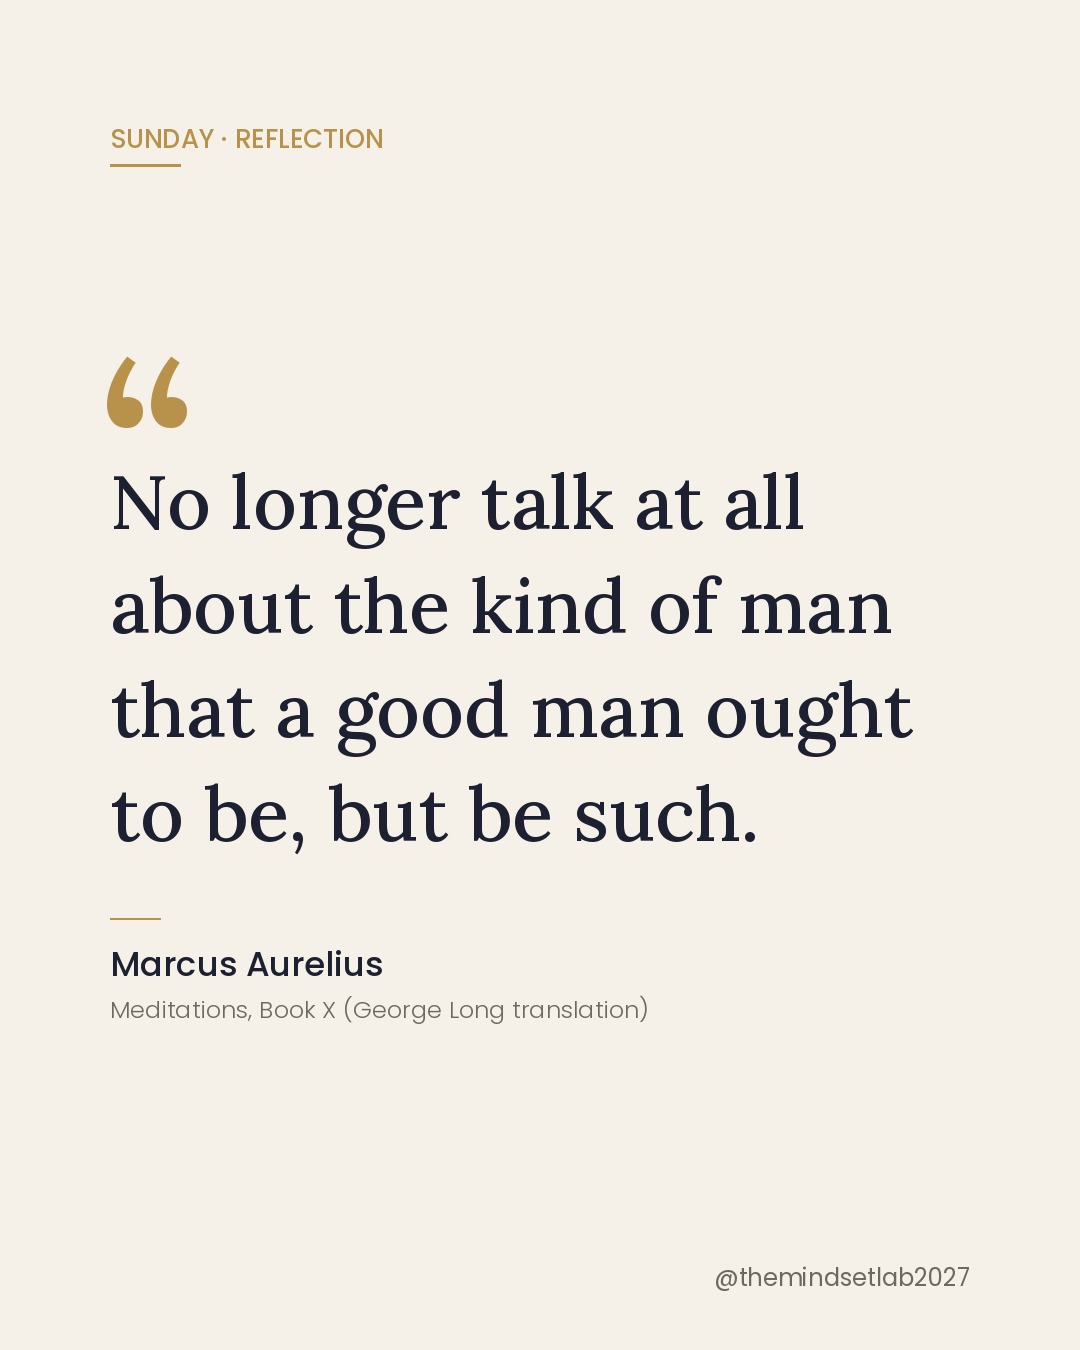 SUNDAY · REFLECTION
“
No longer talk at all
about the kind of man
that a good man ought
to be, but be such.
Marcus Aurelius
Meditations, Book X (George Long translation)
@themindsetlab2027